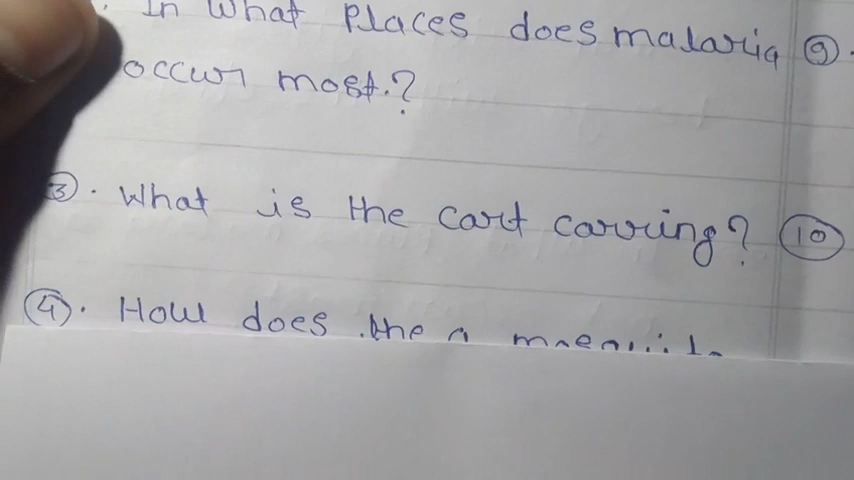 In What Places does malaria ⑨.
occur most.?
③. What is the cart carring? ⑩
④. How does .the a